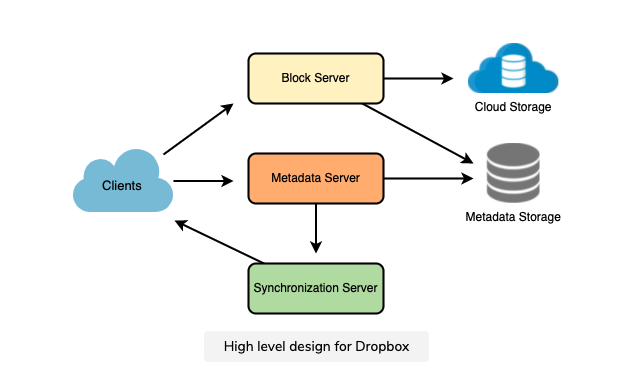 Block Server
Cloud Storage
Clients
Metadata Server
Metadata Storage
Synchronization Server
High level design for Dropbox